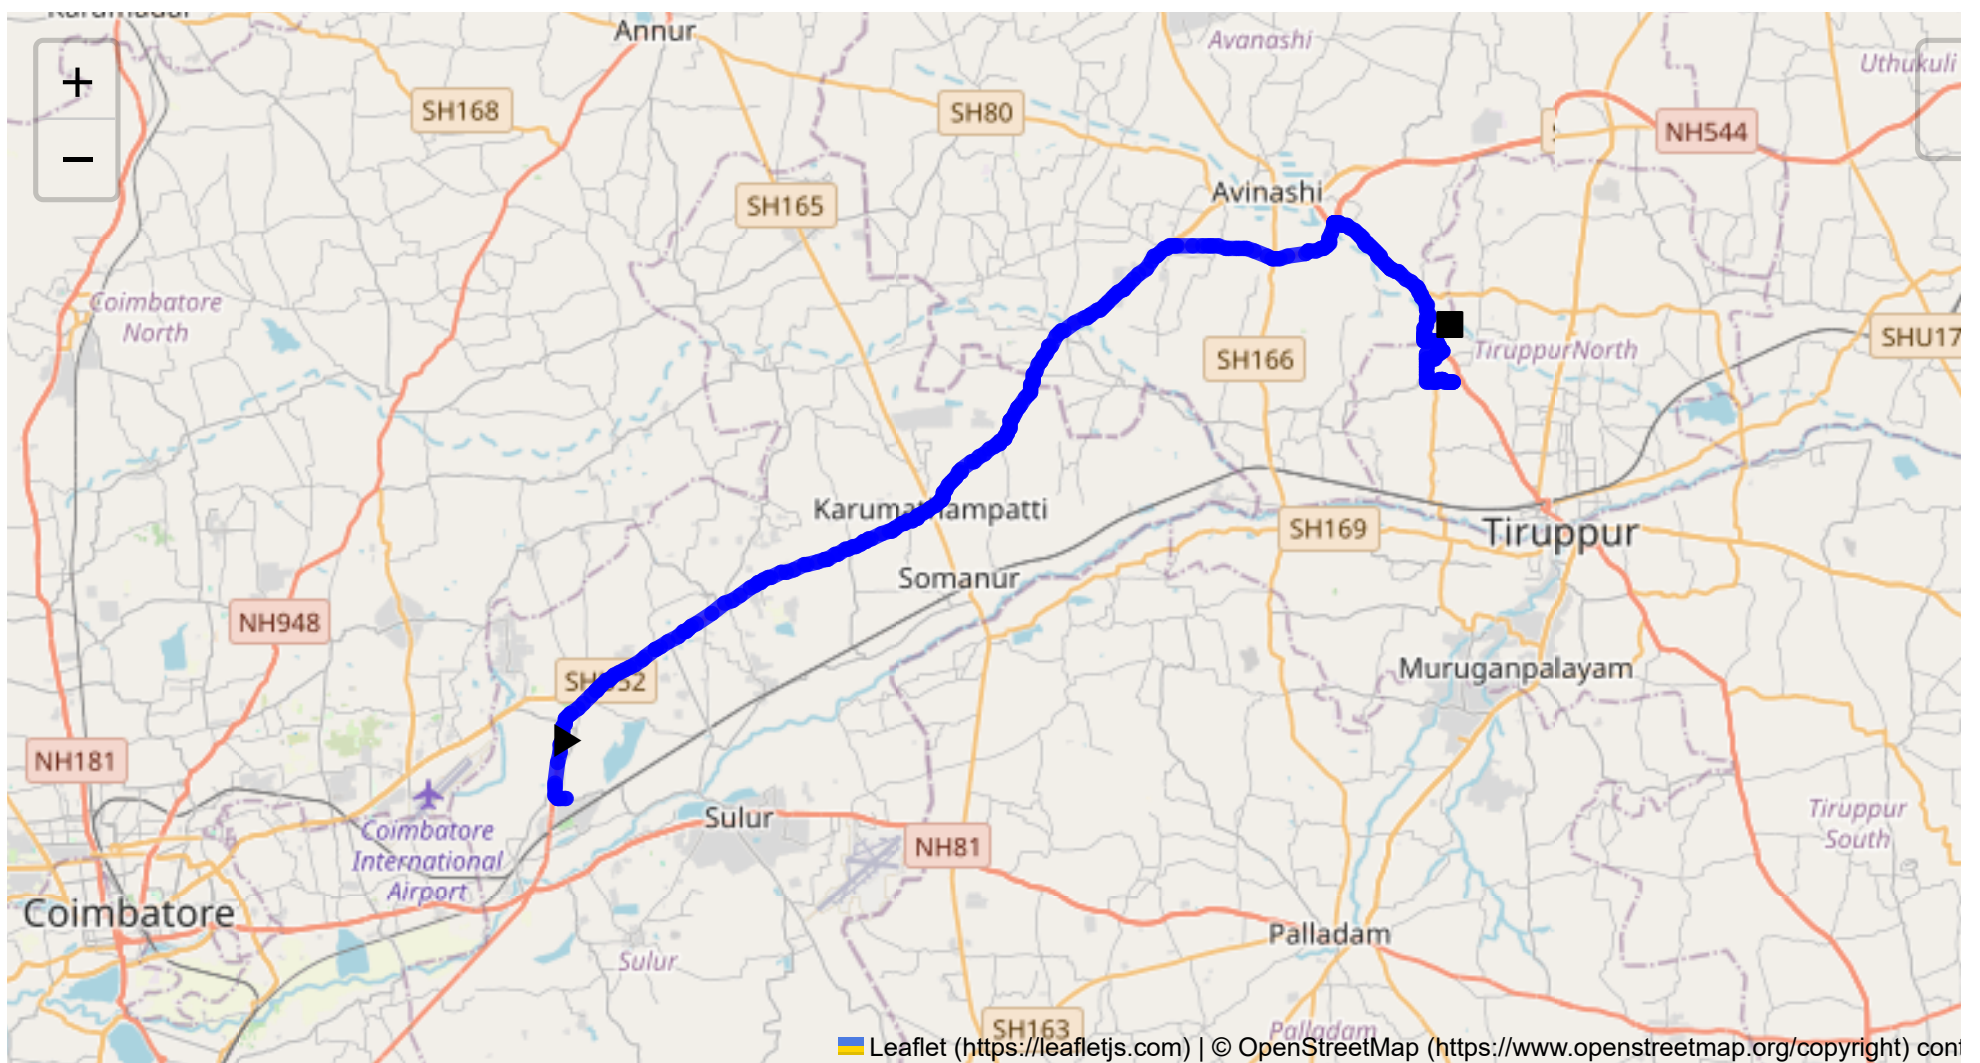 Annur
Avanashi
Uthukuli
+
SH168
SH80
NH544
−
Avinashi
SH165
Coimbatore
North
SHU17
SH166
TiruppurNorth
Somanur
SH169
Tiruppur
NH948
Muruganpalayam
NH181
Sulur
Coimbatore
International
Airport
NH81
Tiruppur
South
Coimbatore
Palladam
Sulur
SH163
Palladam
Leaflet (https://leafletjs.com) | © OpenStreetMap (https://www.openstreetmap.org/copyright)